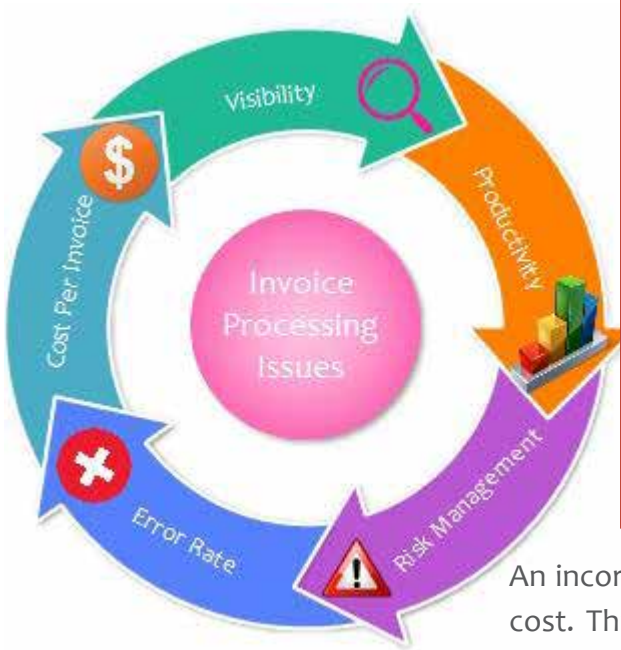 Visibility
Productivity
Risk Management
Error Rate
Cost Per Invoice
$
Invoice
Processing
Issues
!
An incor
cost. Th